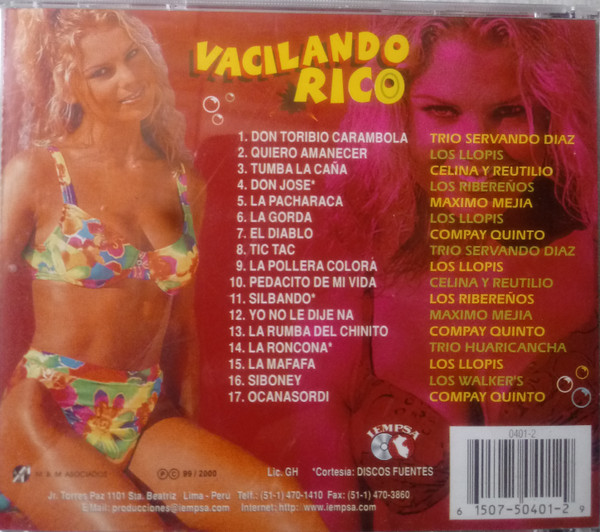 VACILANDO
RICO
1. DON TORIBIO CARAMBOLA TRIO SERVANDO DIAZ
2. QUIERO AMANECER LOS LLOPIS
3. TUMBA LA CAÑA CELINA Y REUTILIO
4. DON JOSE* LOS RIBEREÑOS
5. LA PACHARACA MAXIMO MEJIA
6. LA GORDA LOS LLOPIS
7. EL DIABLO COMPAY QUINTO
8. TIC TAC TRIO SERVANDO DIAZ
9. LA POLLERA COLORÁ LOS LLOPIS
10. PEDACITO DE MI VIDA CELINA Y REUTILIO
11. SILBANDO* LOS RIBEREÑOS
12. YO NO LE DIJE NA MAXIMO MEJIA
13. LA RUMBA DEL CHINITO COMPAY QUINTO
14. LA RONCONA* TRIO HUARICANCHA
15. LA MAFAFA LOS LLOPIS
16. SIBONEY LOS WALKER'S
17. OCANASORDI COMPAY QUINTO
IEMPSA
0401-2
M & M ASOCIADOS ℗ © 99 / 2000 Lic. GH *Cortesia: DISCOS FUENTES
Jr. Torres Paz 1101 Sta. Beatriz Lima - Perú Telf.: (51-1) 470-1410 Fax: (51-1) 470-3860
E-Mail: producciones@iempsa.com Internet: http: www.iempsa.com
6 1507-50401-2 9